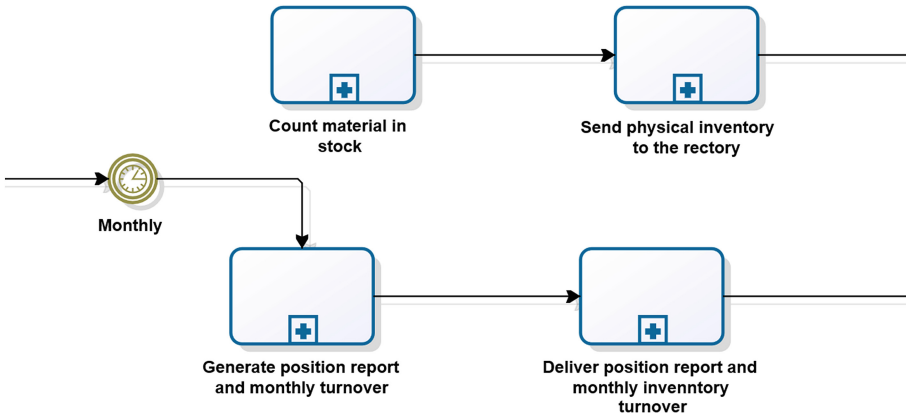 Count material in
stock
Send physical inventory
to the rectory
Monthly
Generate position report
and monthly turnover
Deliver position report and
monthly invenntory
turnover